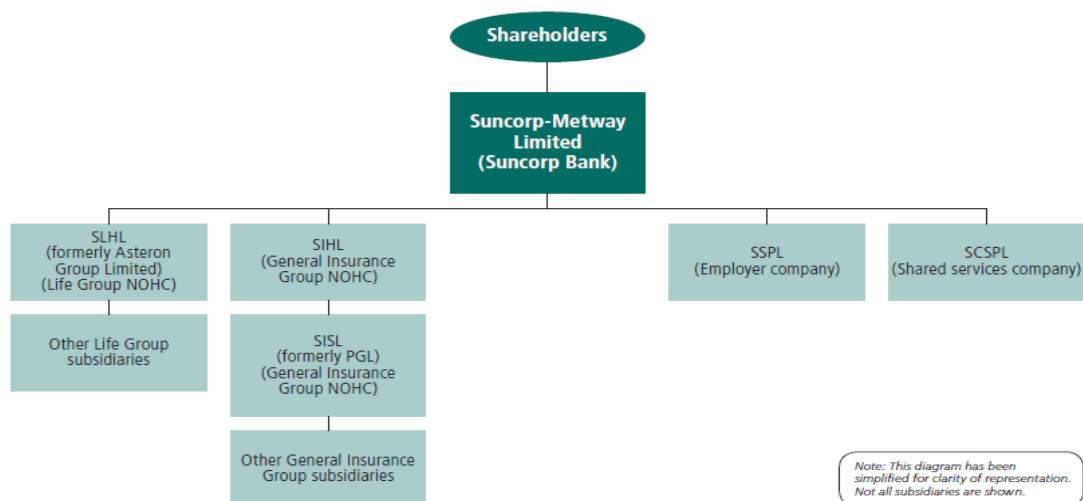 Shareholders
Suncorp-Metway
Limited
(Suncorp Bank)
SLHL
(formerly Asteron
Group Limited)
(Life Group NOHC)
SIHL
(General Insurance
Group NOHC)
SSPL
(Employer company)
SCSPL
(Shared services company)
Other Life Group
subsidiaries
SISL
(formerly PGL)
(General Insurance
Group NOHC)
Other General Insurance
Group subsidiaries
Note: This diagram has been
simplified for clarity of representation.
Not all subsidiaries are shown.